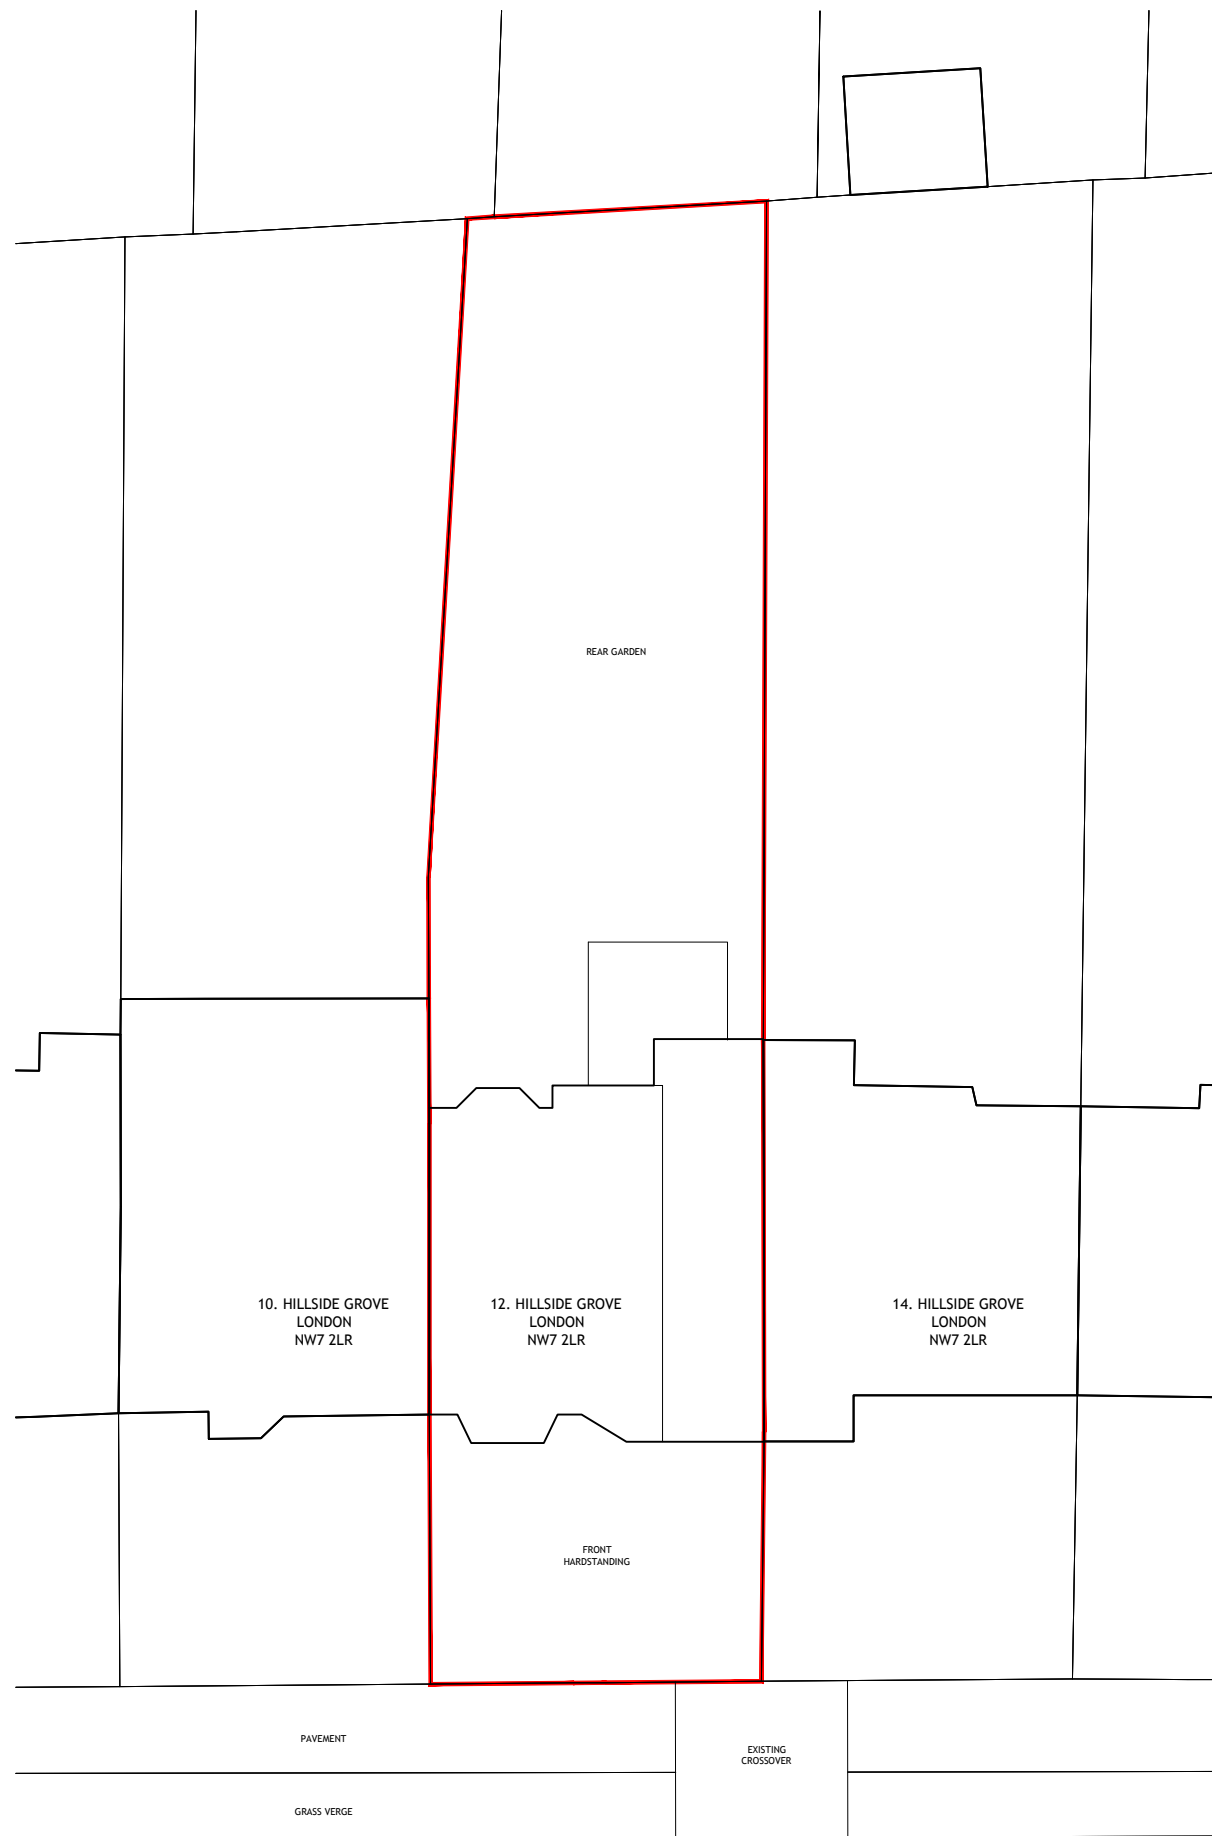 REAR GARDEN
10. HILLSIDE GROVE
LONDON
NW7 2LR
12. HILLSIDE GROVE
LONDON
NW7 2LR
14. HILLSIDE GROVE
LONDON
NW7 2LR
FRONT
HARDSTANDING
PAVEMENT
EXISTING
CROSSOVER
GRASS VERGE